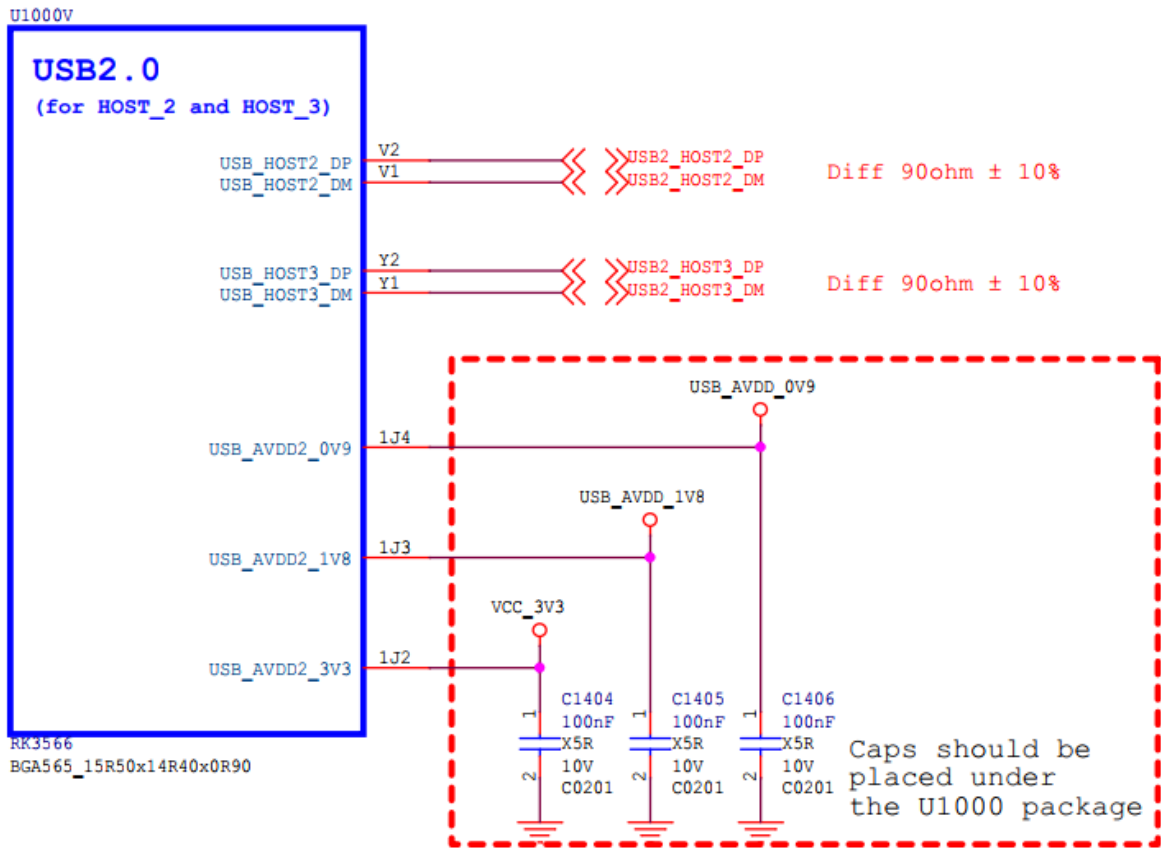 U1000V
USB2.0
(for HOST_2 and HOST_3)
USB_HOST2_DP
V2
USB2_HOST2_DP
USB_HOST2_DM
V1
USB2_HOST2_DM
Diff 90ohm ± 10%
USB_HOST3_DP
Y2
USB2_HOST3_DP
USB_HOST3_DM
Y1
USB2_HOST3_DM
Diff 90ohm ± 10%
USB_AVDD_0V9
USB_AVDD2_0V9
1J4
USB_AVDD_1V8
USB_AVDD2_1V8
1J3
VCC_3V3
USB_AVDD2_3V3
1J2
1
2
C1404
100nF
X5R
10V
C0201
1
2
C1405
100nF
X5R
10V
C0201
1
2
C1406
100nF
X5R
10V
C0201
Caps should be
placed under
the U1000 package
RK3566
BGA565_15R50x14R40x0R90